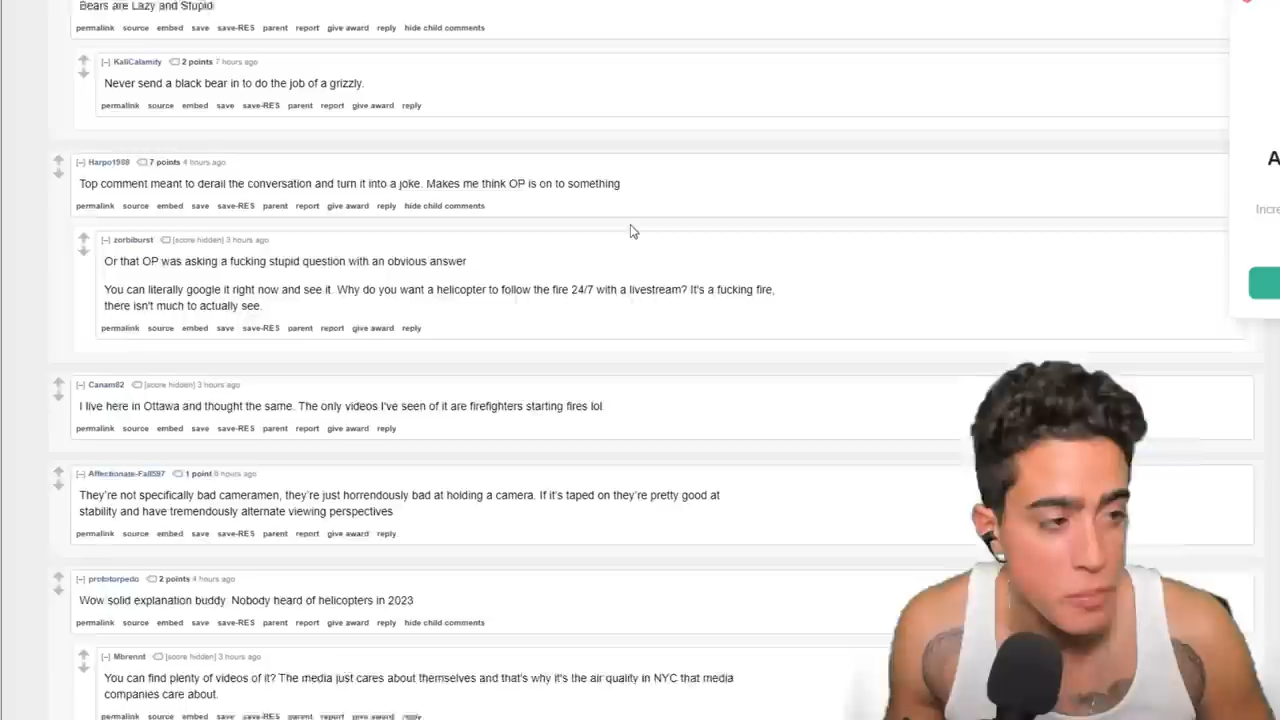 Bears are Lazy and Stupid
permalink source embed save save-RES parent report give award reply hide child comments
[–] KaliCalamity 2 points 7 hours ago
Never send a black bear in to do the job of a grizzly.
permalink source embed save save-RES parent report give award reply
[–] Harpo1988 7 points 4 hours ago
Top comment meant to derail the conversation and turn it into a joke. Makes me think OP is on to something
permalink source embed save save-RES parent report give award reply hide child comments
[–] zorbiburst [score hidden] 3 hours ago
Or that OP was asking a fucking stupid question with an obvious answer
You can literally google it right now and see it. Why do you want a helicopter to follow the fire 24/7 with a livestream? It's a fucking fire,
there isn't much to actually see.
permalink source embed save save-RES parent report give award reply
[–] Canam82 [score hidden] 3 hours ago
I live here in Ottawa and thought the same. The only videos I've seen of it are firefighters starting fires lol
permalink source embed save save-RES parent report give award reply
[–] 1 point hours ago
They're not specifically bad cameramen, they're just horrendously bad at holding a camera. If it's taped on they're pretty good at
stability and have tremendously alternate viewing perspectives
permalink source embed save save-RES parent report give award reply
[–] prototorpedo 2 points 4 hours ago
Wow solid explanation buddy Nobody heard of helicopters in 2023
permalink source embed save save-RES parent report give award reply hide child comments
[–] Mbrennt [score hidden] 3 hours ago
You can find plenty of videos of it? The media just cares about themselves and that's why it's the air quality in NYC that media
companies care about.
permalink source embed save save-RES parent report give award reply
A
Incre